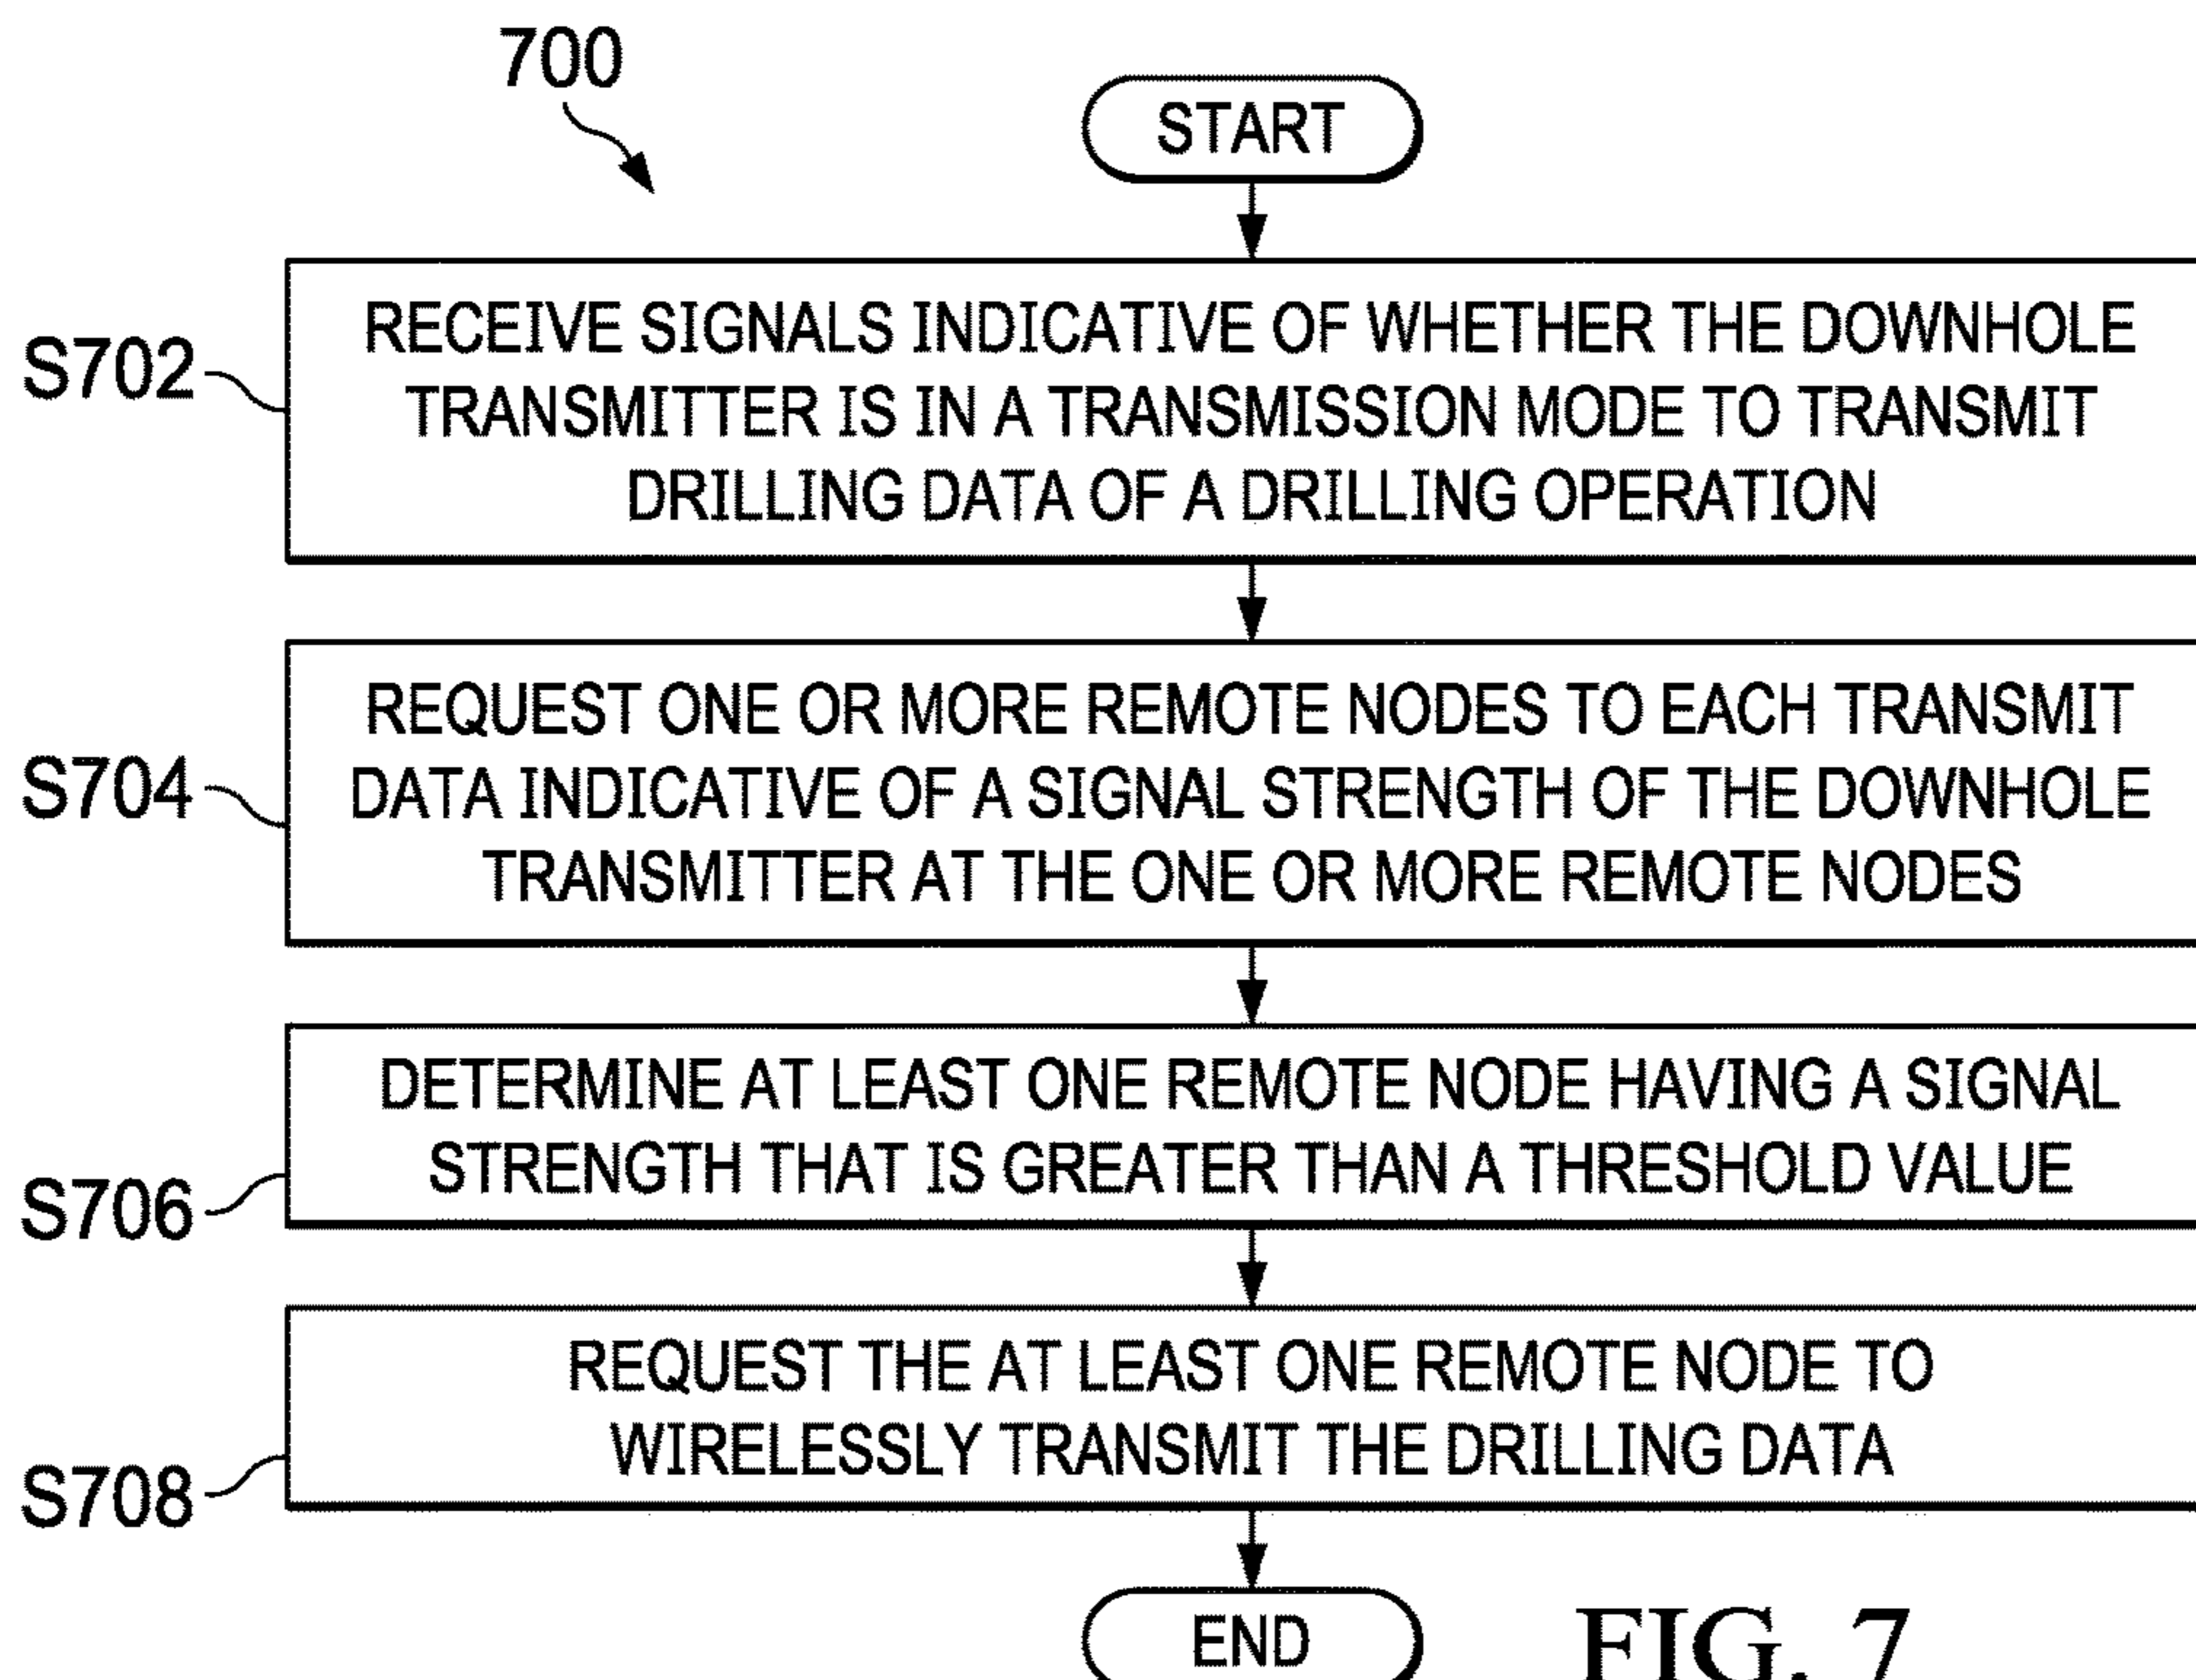 700
START
S702
RECEIVE SIGNALS INDICATIVE OF WHETHER THE DOWNHOLE
TRANSMITTER IS IN A TRANSMISSION MODE TO TRANSMIT
DRILLING DATA OF A DRILLING OPERATION
S704
REQUEST ONE OR MORE REMOTE NODES TO EACH TRANSMIT
DATA INDICATIVE OF A SIGNAL STRENGTH OF THE DOWNHOLE
TRANSMITTER AT THE ONE OR MORE REMOTE NODES
S706
DETERMINE AT LEAST ONE REMOTE NODE HAVING A SIGNAL
STRENGTH THAT IS GREATER THAN A THRESHOLD VALUE
S708
REQUEST THE AT LEAST ONE REMOTE NODE TO
WIRELESSLY TRANSMIT THE DRILLING DATA
END
FIG. 7